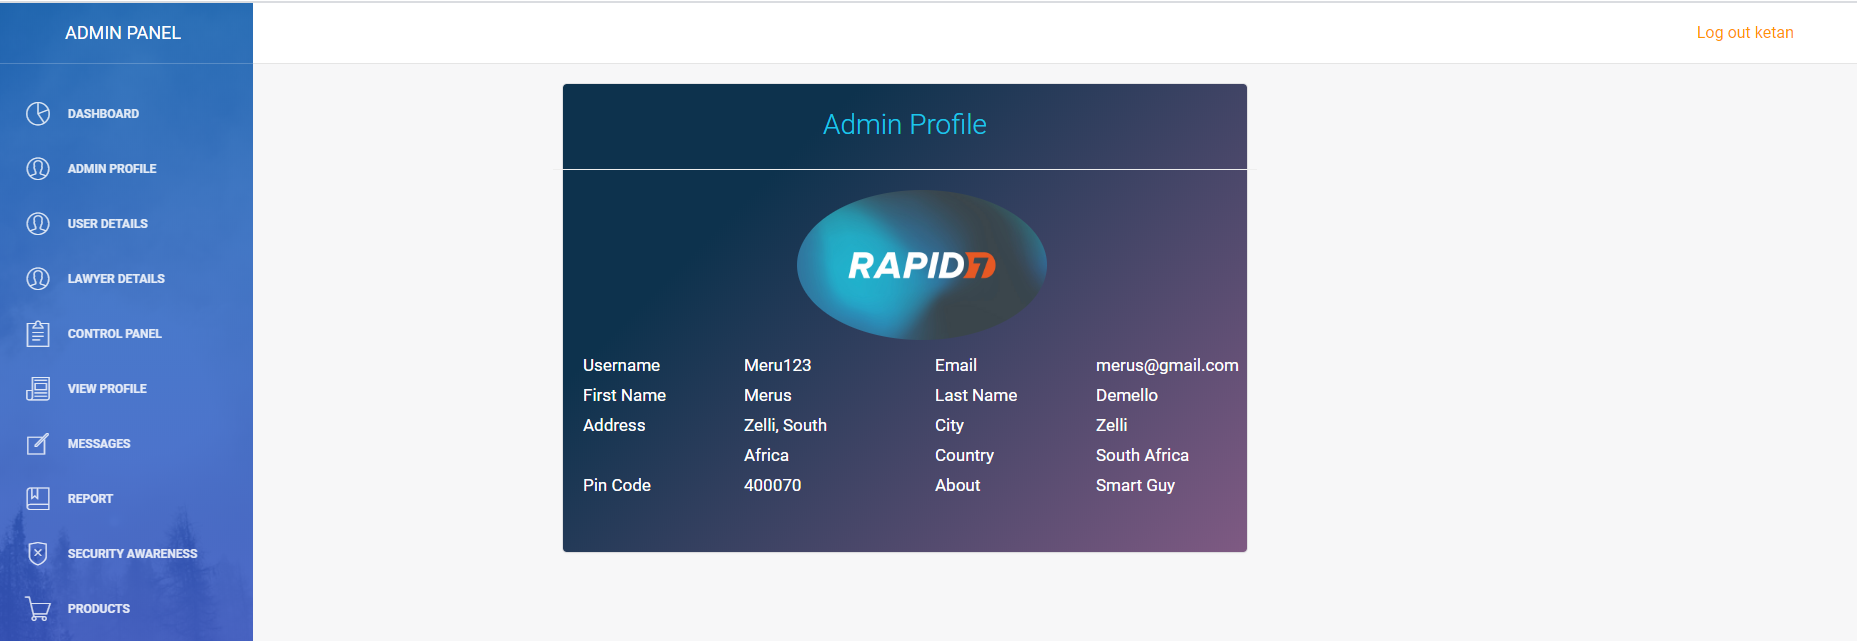 ADMIN PANEL
Log out ketan
DASHBOARD
ADMIN PROFILE
USER DETAILS
LAWYER DETAILS
CONTROL PANEL
VIEW PROFILE
MESSAGES
REPORT
SECURITY AWARENESS
PRODUCTS
Admin Profile
RAPID7
Username Meru123 Email merus@gmail.com
First Name Merus Last Name Demello
Address Zelli, South City Zelli
Africa Country South Africa
Pin Code 400070 About Smart Guy